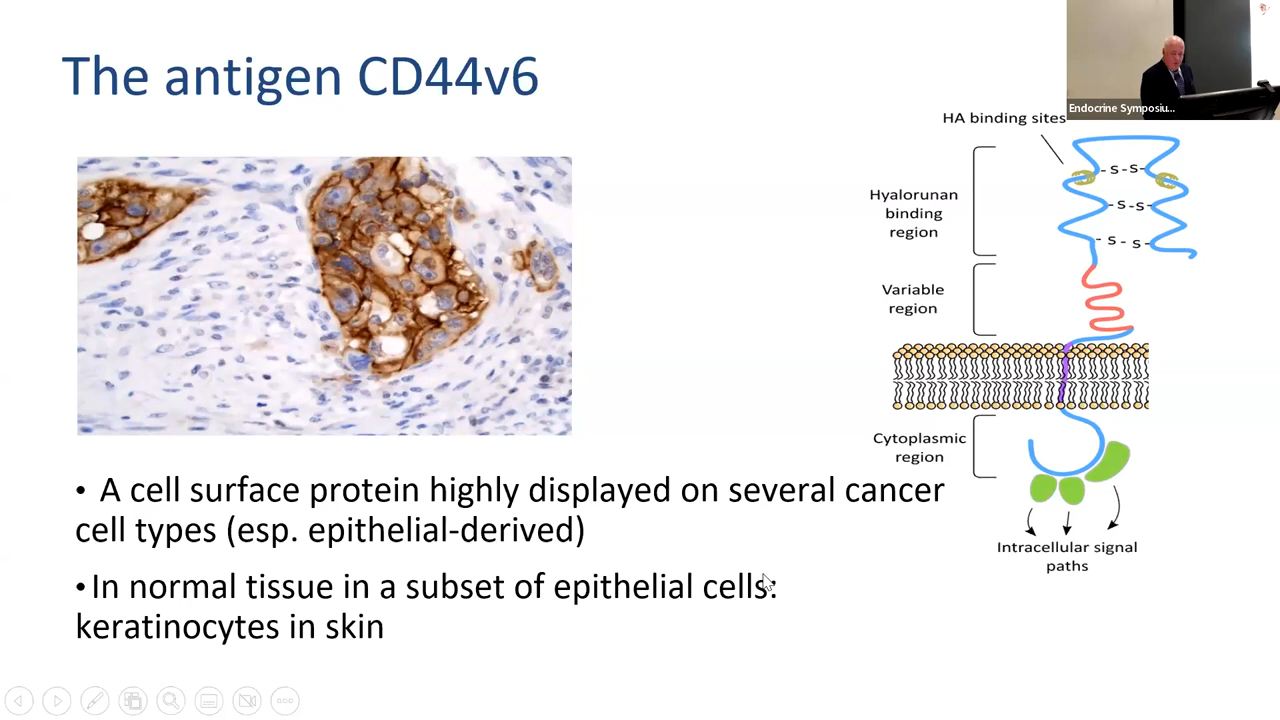 The antigen CD44v6
Endocrine Symposiu...
HA binding sites
-S-S-
Hyalorunan
binding
region
-S-S-
-S-S-
Variable
region
Cytoplasmic
region
• A cell surface protein highly displayed on several cancer
cell types (esp. epithelial-derived)
Intracellular signal
paths
• In normal tissue in a subset of epithelial cells:
keratinocytes in skin